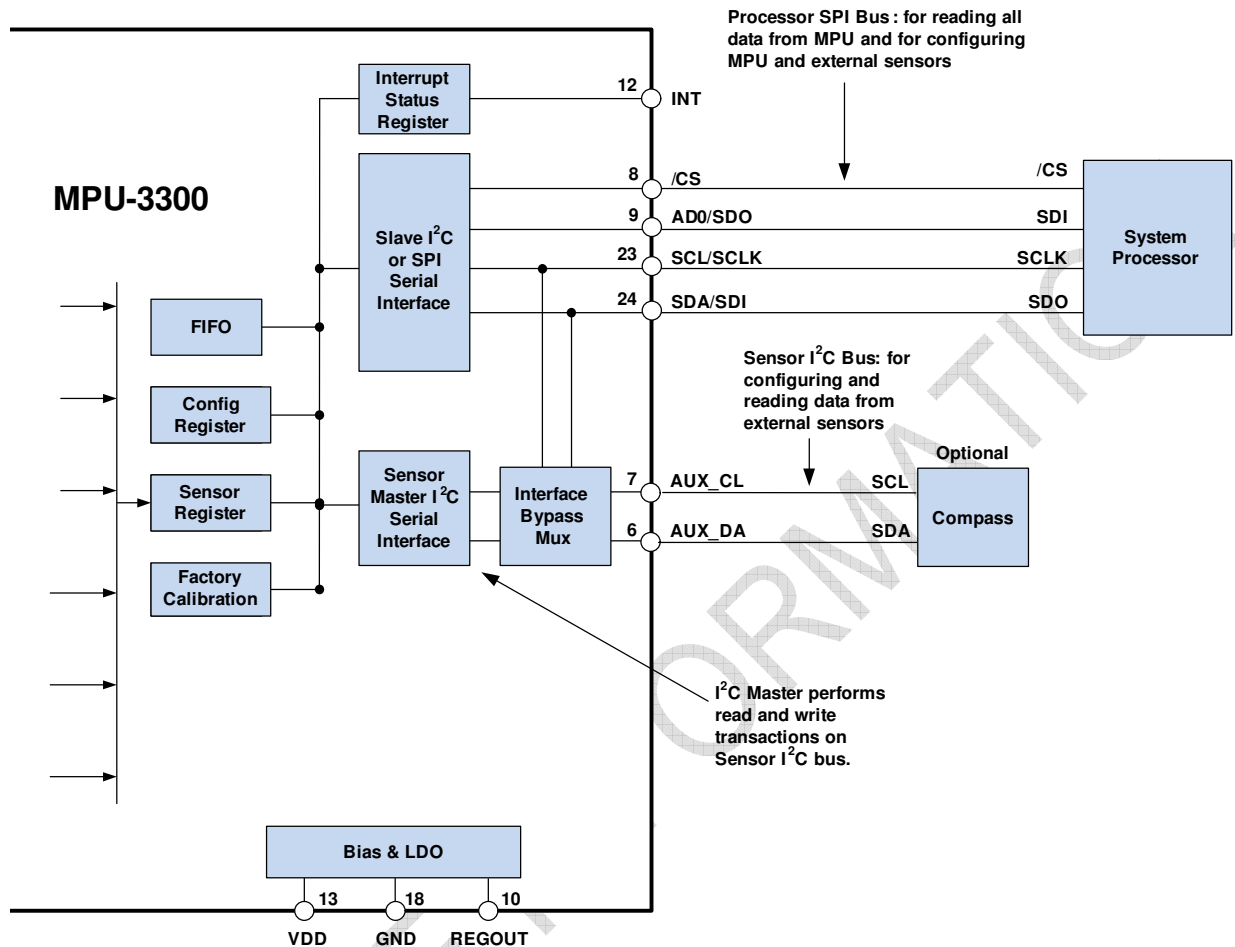 Processor SPI Bus : for reading all
data from MPU and for configuring
MPU and external sensors
Interrupt
Status
Register
12
INT
MPU-3300
Slave I²C
or SPI
Serial
Interface
8
/CS
/CS
9
AD0/SDO
SDI
23
SCL/SCLK
SCLK
24
SDA/SDI
SDO
System
Processor
FIFO
Config
Register
Sensor
Register
Factory
Calibration
Sensor I²C Bus: for
configuring and
reading data from
external sensors
Sensor
Master I²C
Serial
Interface
Interface
Bypass
Mux
7
AUX_CL
SCL
6
AUX_DA
SDA
Optional
Compass
I²C Master performs
read and write
transactions on
Sensor I²C bus.
Bias & LDO
13
18
10
VDD
GND
REGOUT